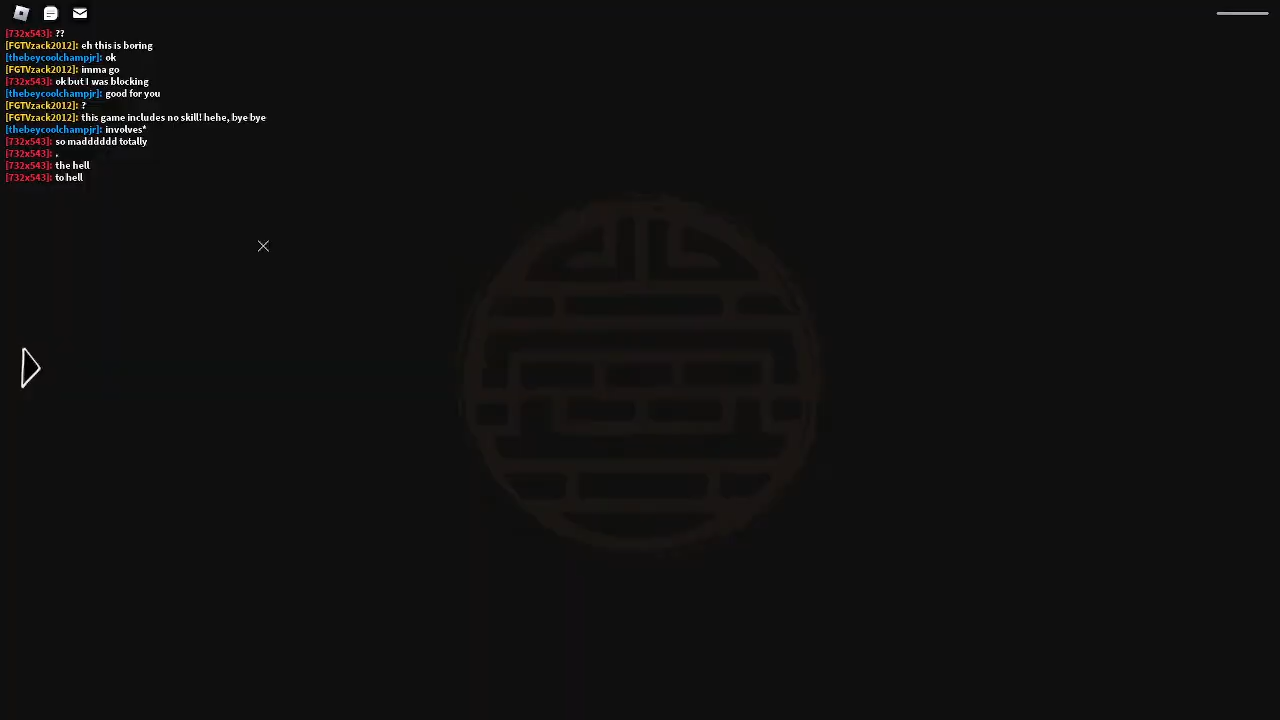 [732x543]: ??
[FGTVzack2012]: eh this is boring
[thebeycoolchampjr]: ok
[FGTVzack2012]: imma go
[732x543]: ok but I was blocking
[thebeycoolchampjr]: good for you
[FGTVzack2012]: ?
[FGTVzack2012]: this game includes no skill! hehe, bye bye
[thebeycoolchampjr]: involves*
[732x543]: so madddddd totally
[732x543]: .
[732x543]: the hell
[732x543]: to hell